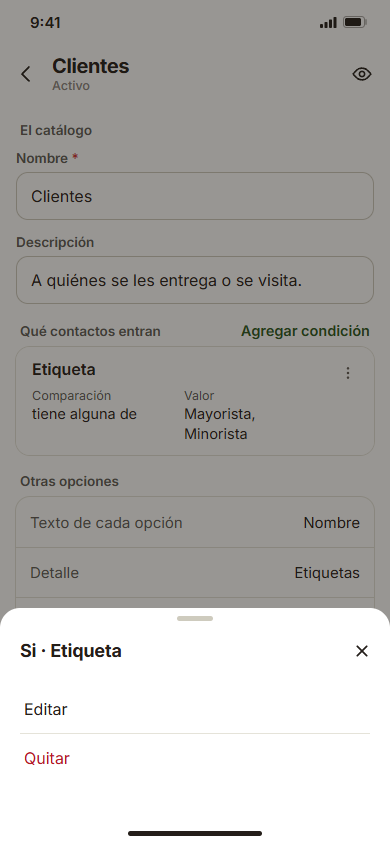 9:41
Clientes
Activo
El catálogo
Nombre *
Clientes
Descripción
A quiénes se les entrega o se visita.
Qué contactos entran
Agregar condición
Etiqueta
Comparación
Valor
tiene alguna de
Mayorista,
Minorista
Otras opciones
Texto de cada opción
Nombre
Detalle
Etiquetas
Si · Etiqueta
Editar
Quitar